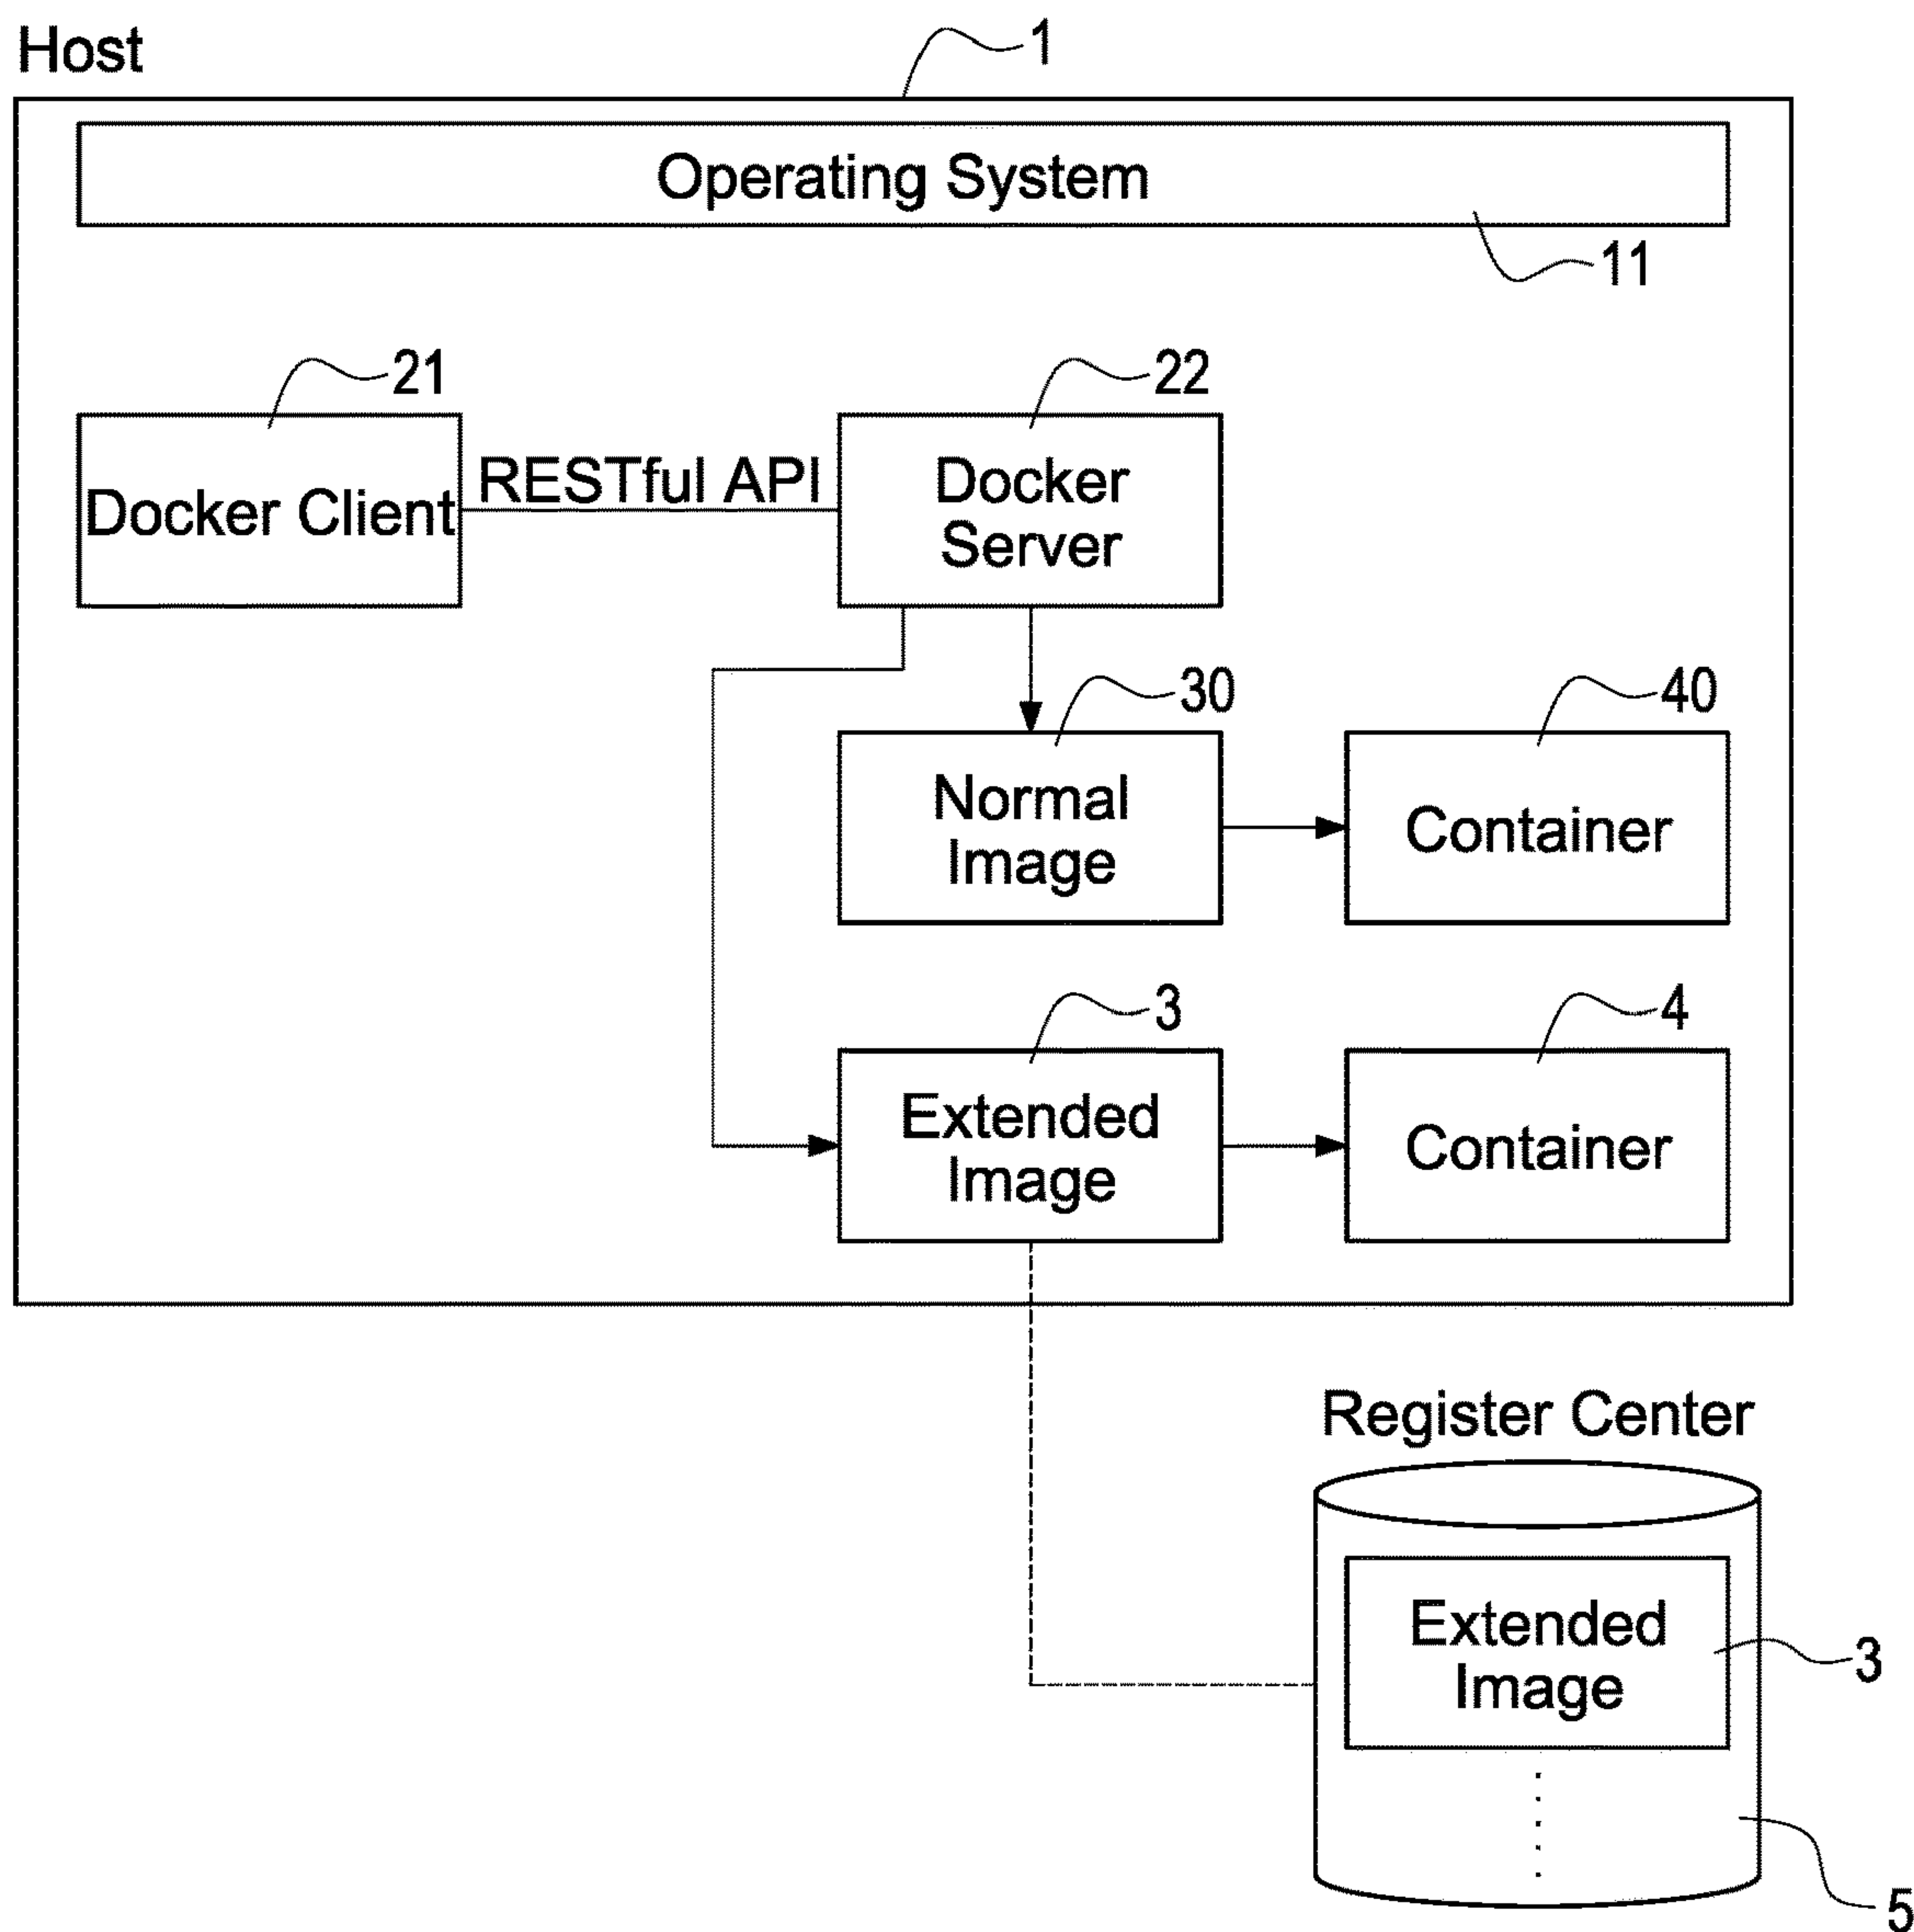 Host
1
Operating System
11
21
22
Docker Client
RESTful API
Docker
Server
30
40
Normal
Image
Container
3
4
Extended
Image
Container
Register Center
Extended
Image
3
5